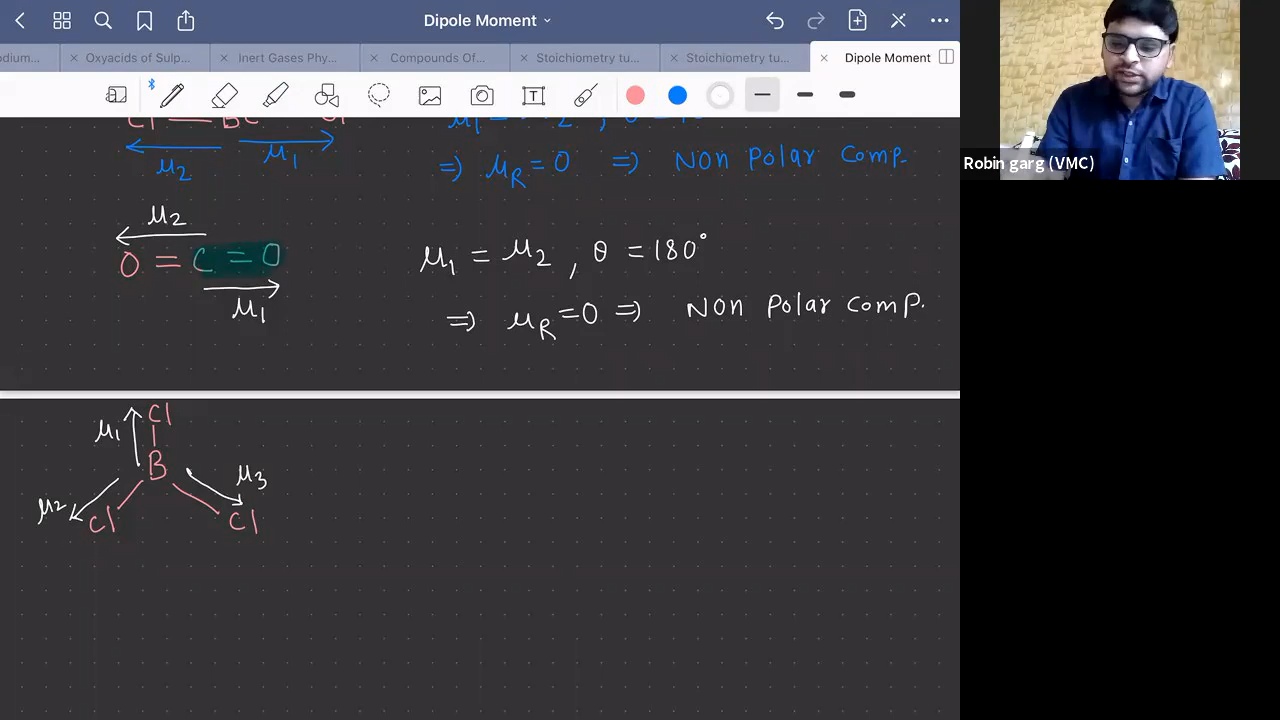 Dipole Moment
odium...
Oxyacids of Sulp...
Inert Gases Phy...
Compounds Of...
Stoichiometry tu...
Stoichiometry tu...
Dipole Moment
T
Robin garg (VMC)
μ2 μ1
⇒ μR = 0 ⇒ Non Polar Comp.
μ2
O = C = O
μ1
μ1 = μ2 , θ = 180°
⇒ μR = 0 ⇒ Non Polar Comp.
μ1 Cl
B
μ2 μ3
Cl Cl